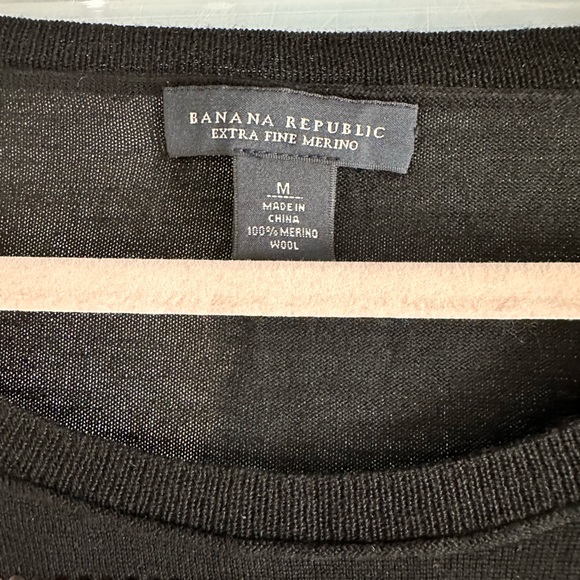 BANANA REPUBLIC
EXTRA FINE MERINO
M
MADE IN
CHINA
100% MERINO
WOOL